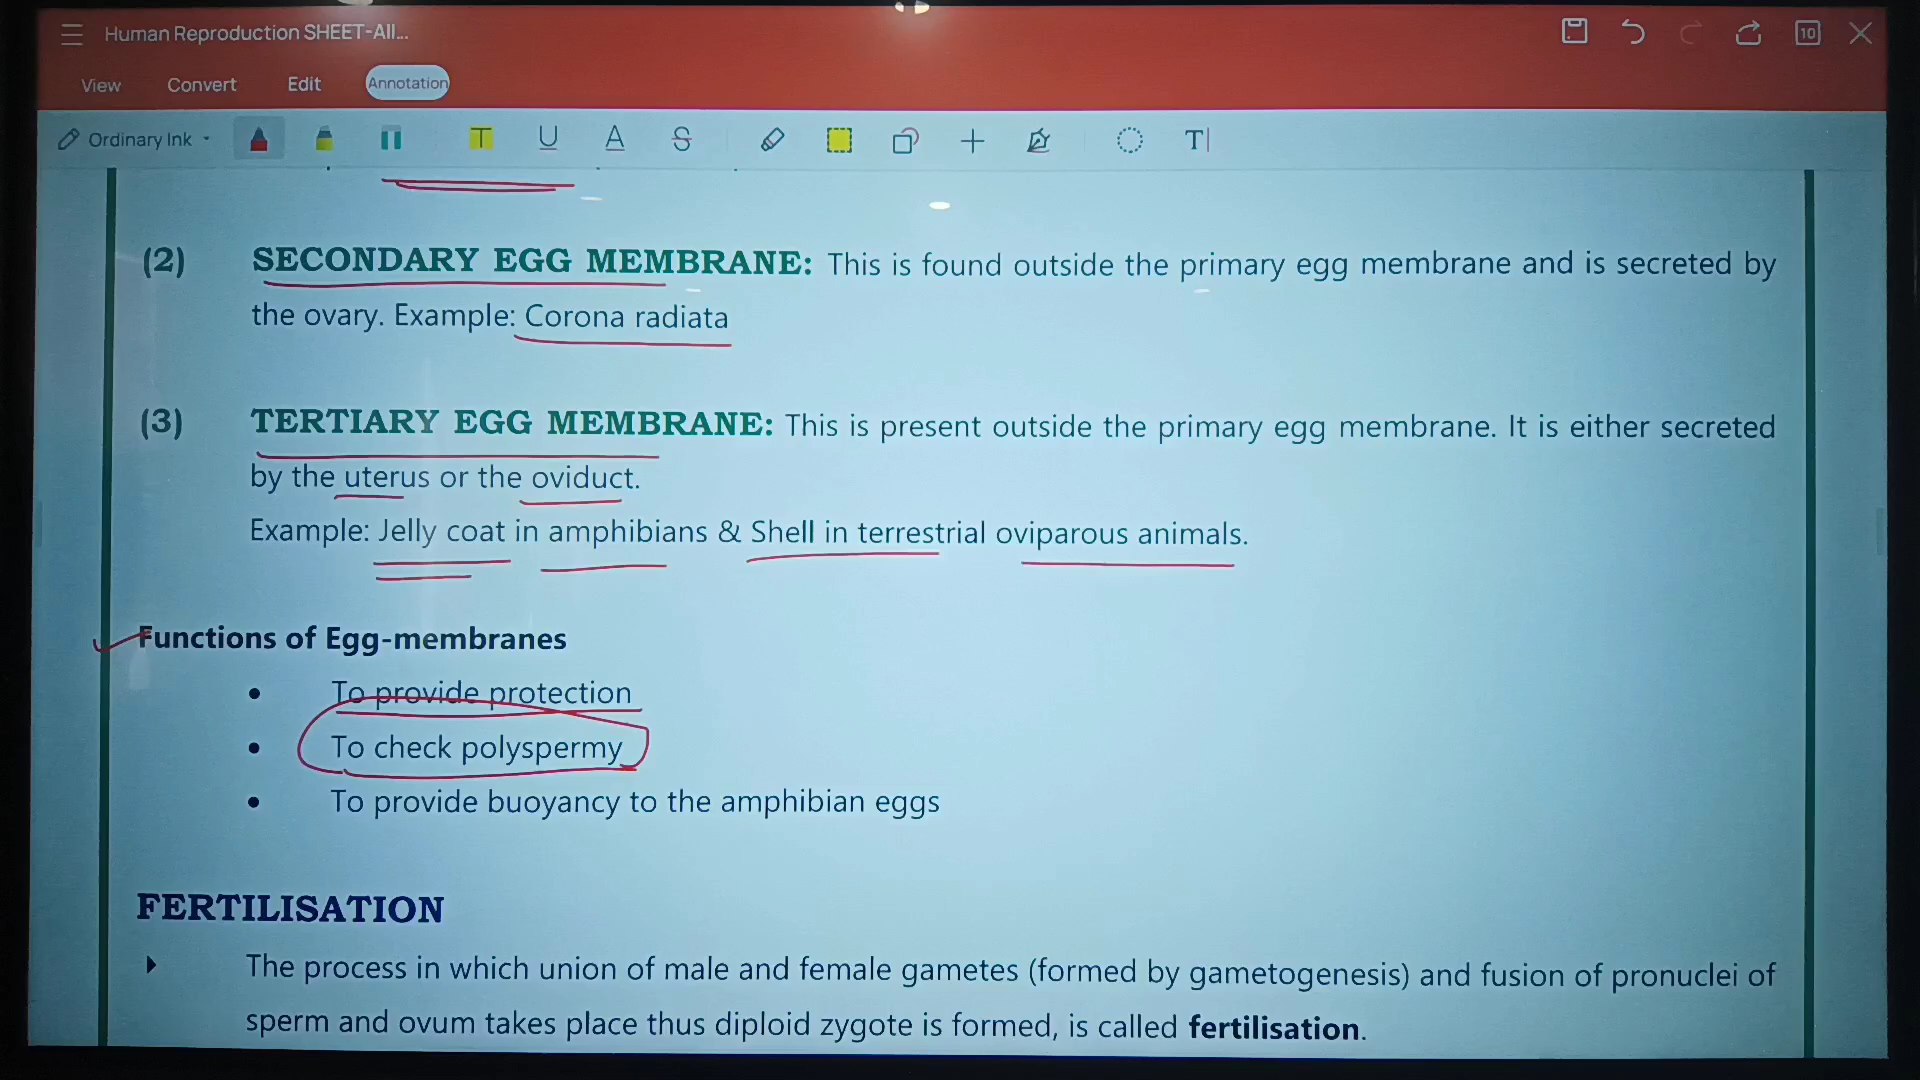 Human Reproduction SHEET-All...
10
View Convert Edit Annotation
Ordinary Ink T U A S T
(2) SECONDARY EGG MEMBRANE: This is found outside the primary egg membrane and is secreted by
the ovary. Example: Corona radiata
(3) TERTIARY EGG MEMBRANE: This is present outside the primary egg membrane. It is either secreted
by the uterus or the oviduct.
Example: Jelly coat in amphibians & Shell in terrestrial oviparous animals.
Functions of Egg-membranes
• To provide protection
• To check polyspermy
• To provide buoyancy to the amphibian eggs
FERTILISATION
The process in which union of male and female gametes (formed by gametogenesis) and fusion of pronuclei of
sperm and ovum takes place thus diploid zygote is formed, is called fertilisation.